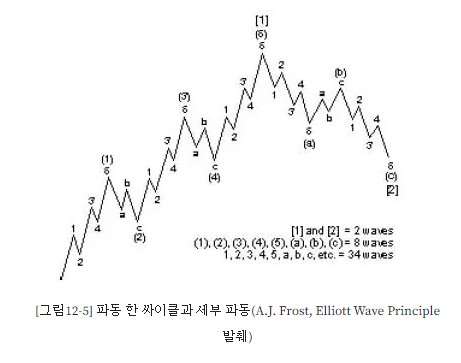 1
2
3
4
(1)
5
a
b
c
(2)
1
2
3
4
(3)
5
a
b
c
(4)
1
2
3
4
[1]
(5)
5
1
2
3
4
5
(a)
a
b
(b)
c
1
2
3
4
5
(c)
[2]
[1] and [2] = 2 waves
(1), (2), (3), (4), (5), (a), (b), (c) = 8 waves
1, 2, 3, 4, 5, a, b, c, etc. = 34 waves
[그림12-5] 파동 한 싸이클과 세부 파동(A.J. Frost, Elliott Wave Principle
발췌)